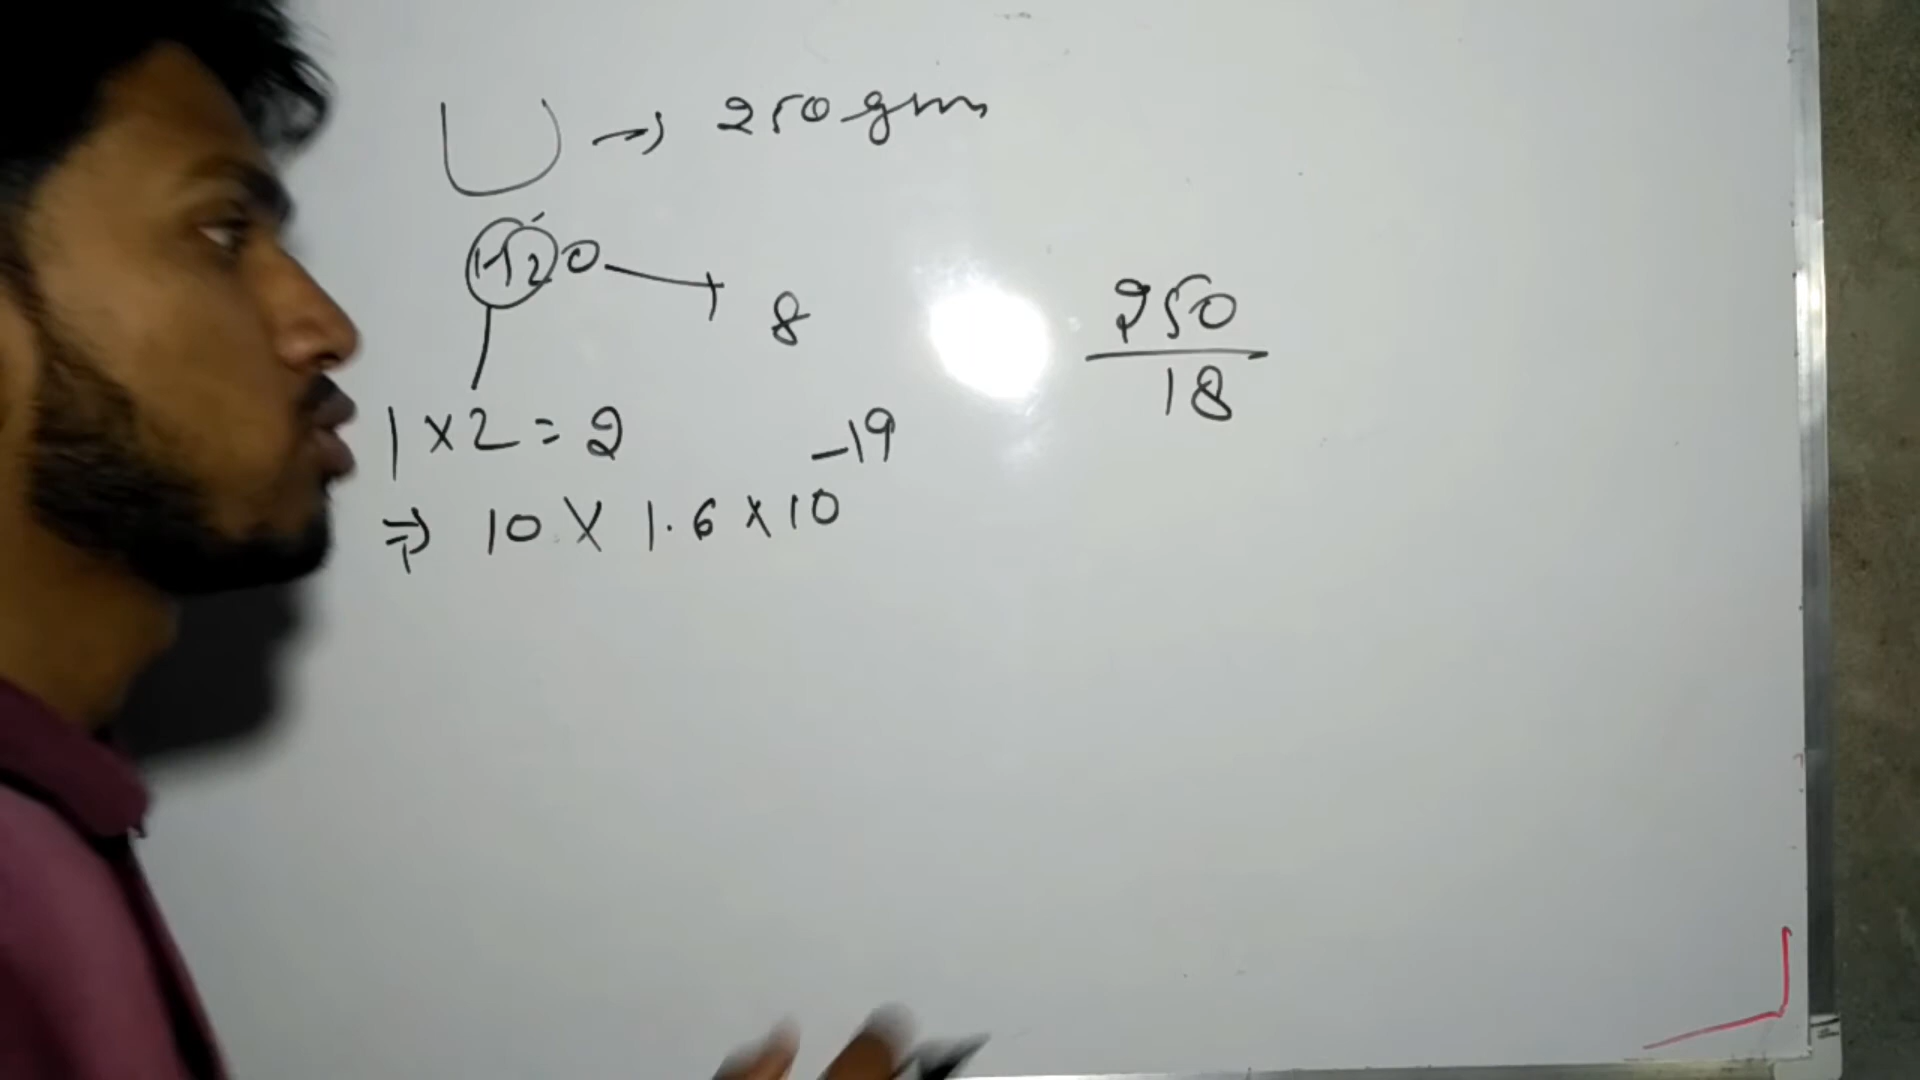 → 250 gm
H2O → 8
1 × 2 = 2
⇒ 10 × 1.6 × 10^-19
250
18